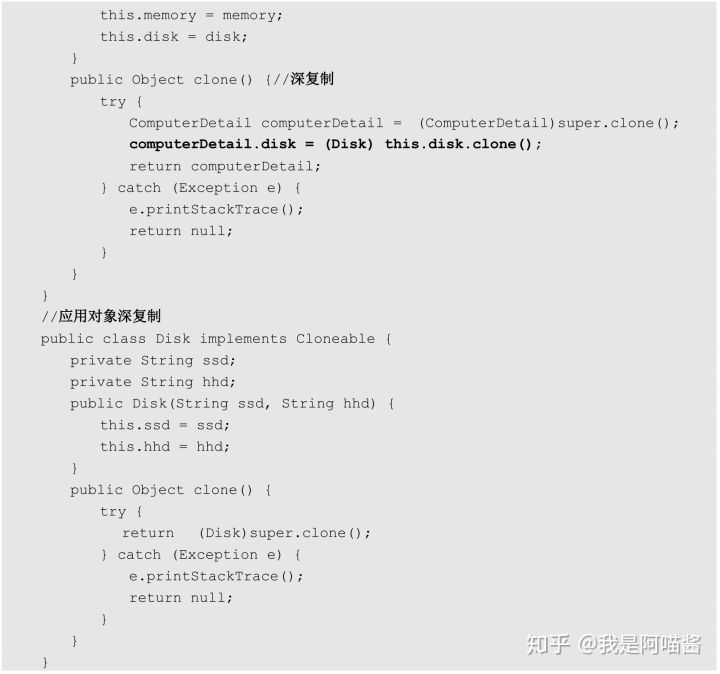 this.memory = memory;
        this.disk = disk;
    }
    public Object clone() {//深复制
        try {
            ComputerDetail computerDetail =  (ComputerDetail)super.clone();
            computerDetail.disk = (Disk) this.disk.clone();
            return computerDetail;
        } catch (Exception e) {
            e.printStackTrace();
            return null;
        }
    }
}
//应用对象深复制
public class Disk implements Cloneable {
    private String ssd;
    private String hhd;
    public Disk(String ssd, String hhd) {
        this.ssd = ssd;
        this.hhd = hhd;
    }
    public Object clone() {
        try {
           return  (Disk)super.clone();
        } catch (Exception e) {
            e.printStackTrace();
            return null;
        }
    }
}
知乎 @我是阿喵酱